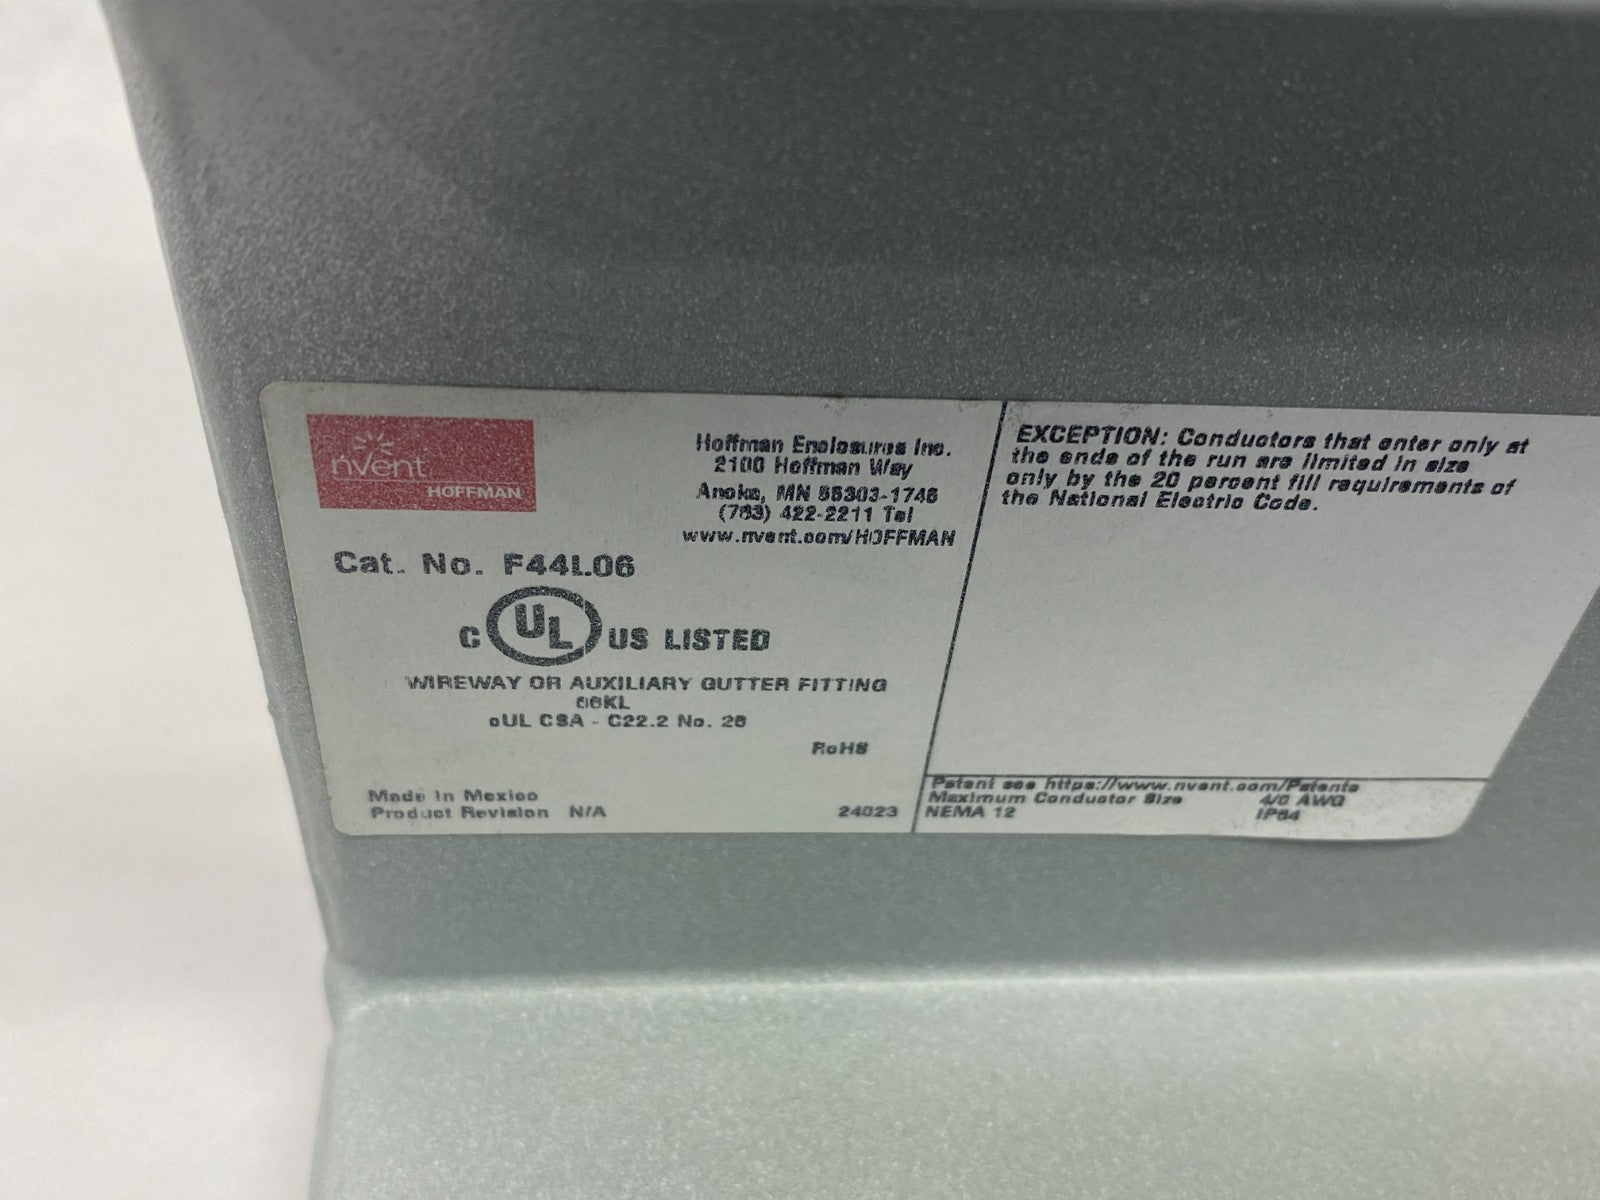 nVent
HOFFMAN
Hoffman Enclosures Inc.
2100 Hoffman Way
Anoka, MN 55303-1745
(763) 422-2211 Tel
www.nvent.com/HOFFMAN
Cat. No. F44L06
C UL US LISTED
WIREWAY OR AUXILIARY GUTTER FITTING
cUL CSA - C22.2 No. 26
RoHS
Made In Mexico
Product Revision N/A
24023
EXCEPTION: Conductors that enter only at
the ends of the run are limited in size
only by the 20 percent fill requirements of
the National Electric Code.
Patent see https://www.nvent.com/Patents
Maximum Conductor Size 4/0 AWG
NEMA 12 IP54